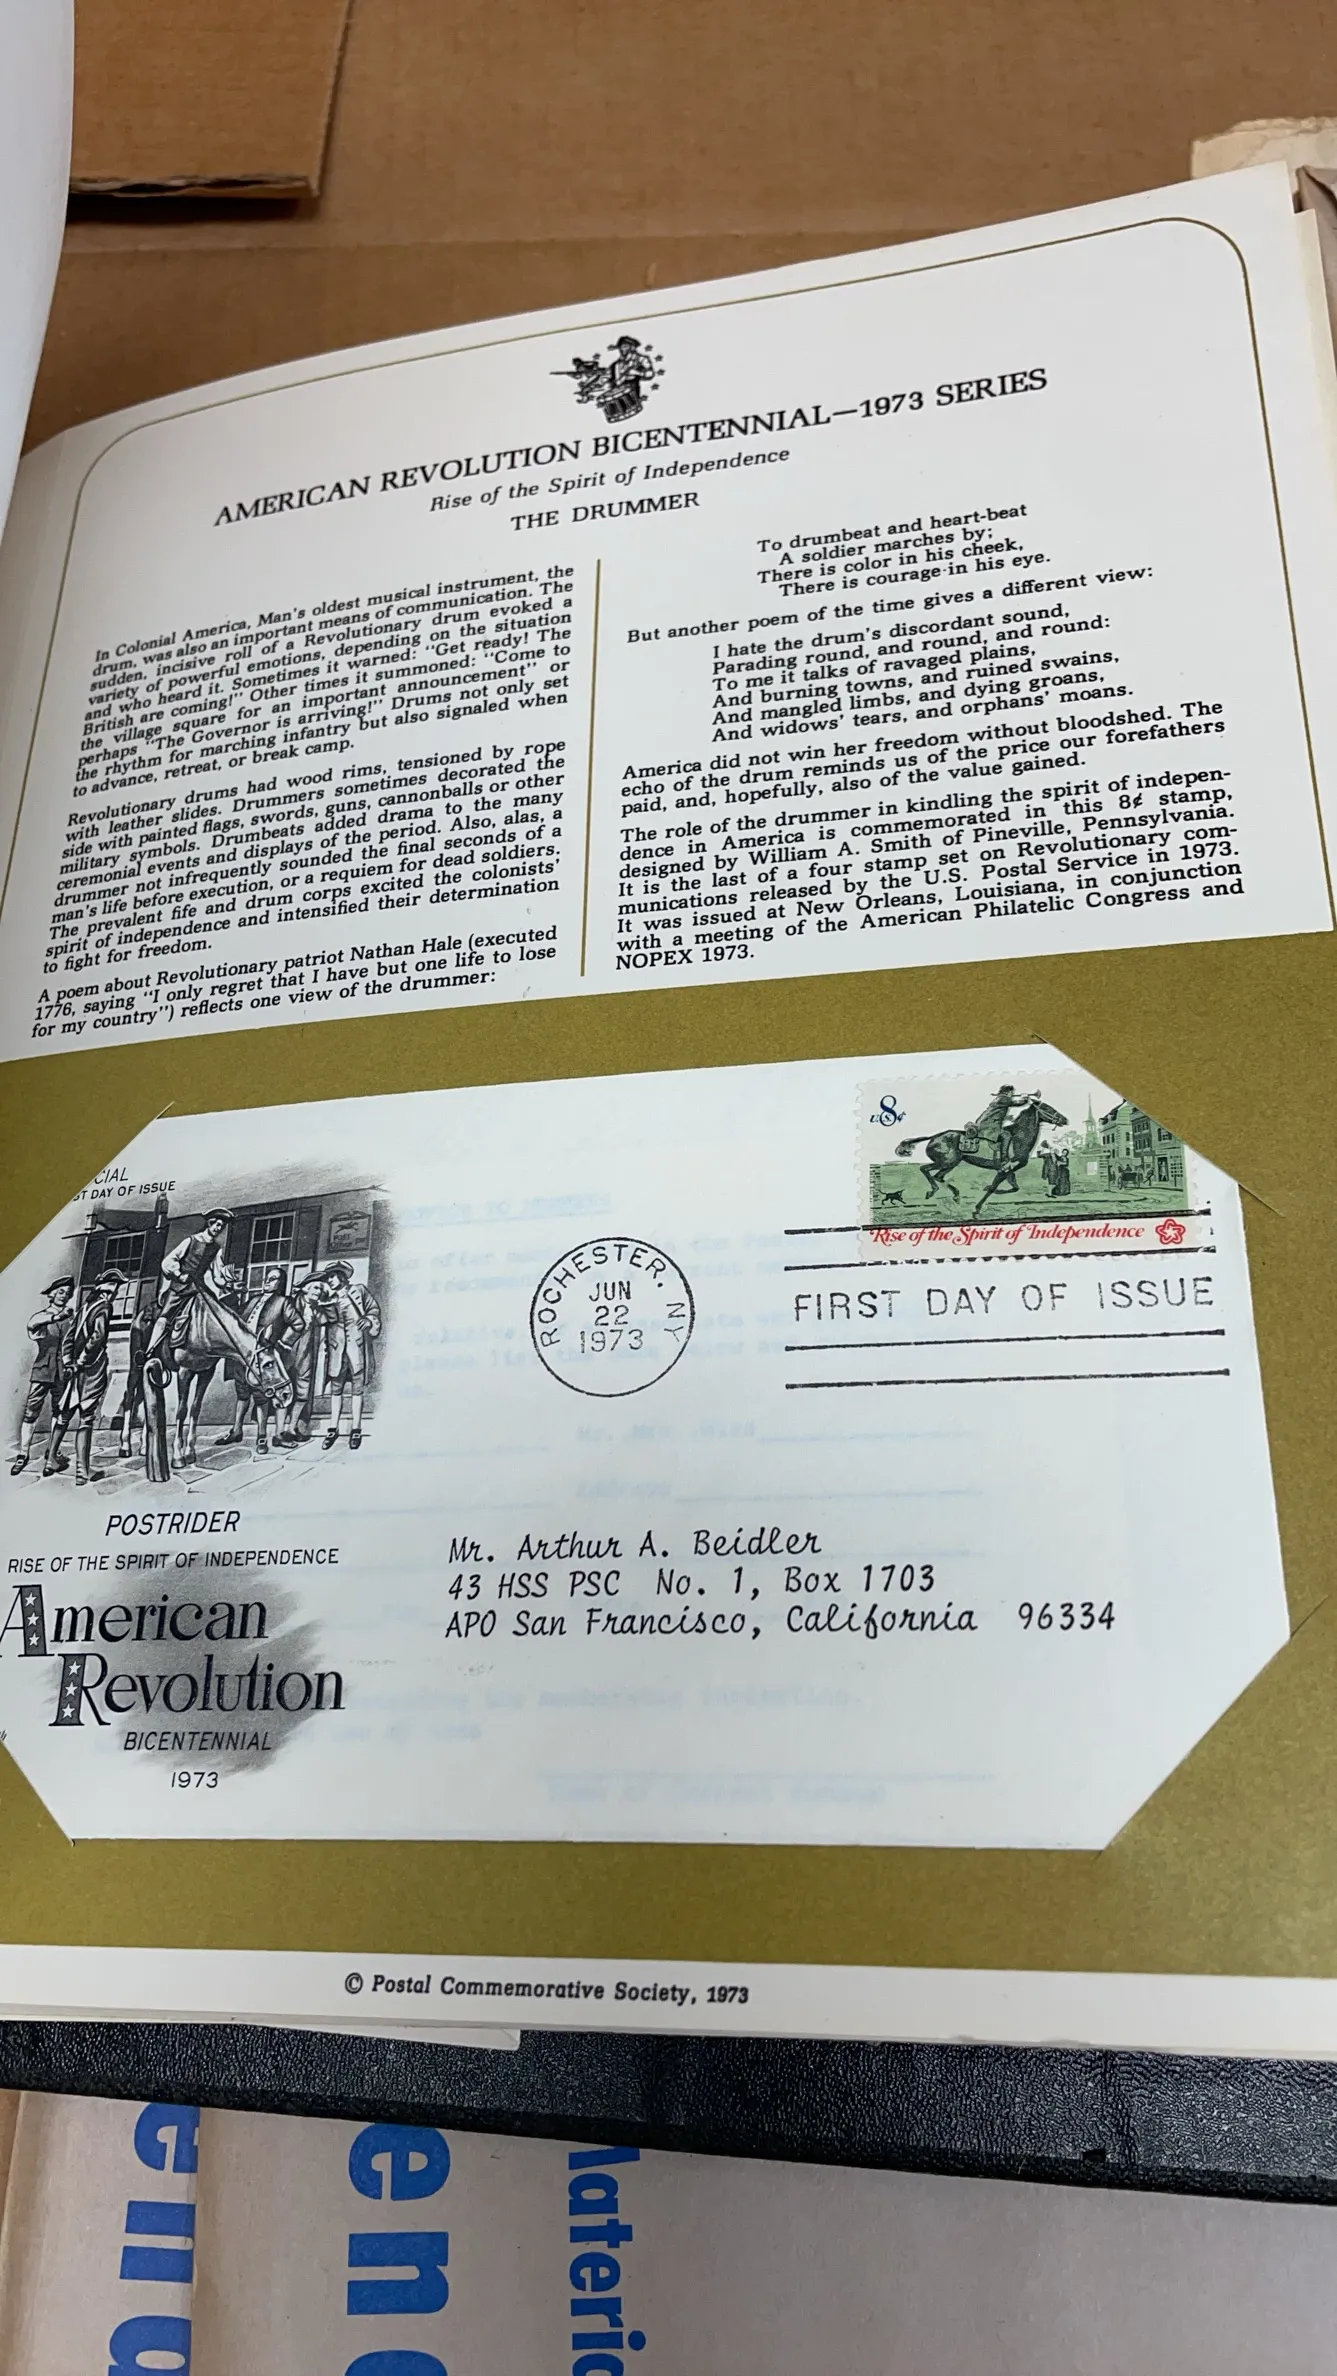 AMERICAN REVOLUTION BICENTENNIAL—1973 SERIES
Rise of the Spirit of Independence
THE DRUMMER
In Colonial America, Man's oldest musical instrument, the
drum, was also an important means of communication. The
sudden, incisive roll of a Revolutionary drum evoked a
variety of powerful emotions, depending on the situation
and who heard it. Sometimes it warned: "Get ready! The
British are coming!" Other times it summoned: "Come to
the village square for an important announcement" or
perhaps "The Governor is arriving!" Drums not only set
the rhythm for marching infantry but also signaled when
to advance, retreat, or break camp.
Revolutionary drums had wood rims, tensioned by rope
with leather slides. Drummers sometimes decorated the
side with painted flags, swords, guns, cannonballs or other
military symbols. Drumbeats added drama to the many
ceremonial events and displays of the period. Also, alas, a
drummer not infrequently sounded the final seconds of a
man's life before execution, or a requiem for dead soldiers.
The prevalent fife and drum corps excited the colonists'
spirit of independence and intensified their determination
to fight for freedom.
A poem about Revolutionary patriot Nathan Hale (executed
1776, saying "I only regret that I have but one life to lose
for my country") reflects one view of the drummer:
To drumbeat and heart-beat
A soldier marches by;
There is color in his cheek,
There is courage in his eye.
But another poem of the time gives a different view:
I hate the drum's discordant sound,
Parading round, and round, and round:
To me it talks of ravaged plains,
And burning towns, and ruined swains,
And mangled limbs, and dying groans,
And widows' tears, and orphans' moans.
America did not win her freedom without bloodshed. The
echo of the drum reminds us of the price our forefathers
paid, and, hopefully, also of the value gained.
The role of the drummer in kindling the spirit of indepen-
dence in America is commemorated in this 8¢ stamp,
designed by William A. Smith of Pineville, Pennsylvania.
It is the last of a four stamp set on Revolutionary com-
munications released by the U.S. Postal Service in 1973.
It was issued at New Orleans, Louisiana, in conjunction
with a meeting of the American Philatelic Congress and
NOPEX 1973.
8
U.S. ¢
Rise of the Spirit of Independence
CIAL
ST DAY OF ISSUE
ROCHESTER, NY
JUN
22
1973
FIRST DAY OF ISSUE
POSTRIDER
RISE OF THE SPIRIT OF INDEPENDENCE
American
Revolution
BICENTENNIAL
1973
Mr. Arthur A. Beidler
43 HSS PSC No. 1, Box 1703
APO San Francisco, California 96334
© Postal Commemorative Society, 1973